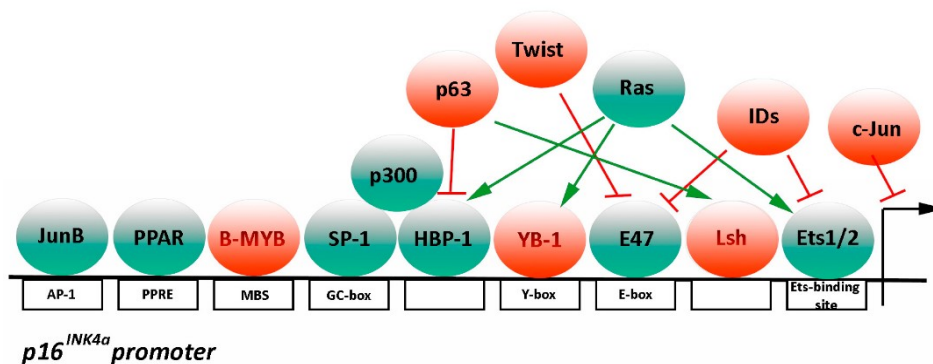 Twist
p63
Ras
IDs
c-Jun
p300
JunB
PPAR
B-MYB
SP-1
HBP-1
YB-1
E47
Lsh
Ets1/2
AP-1
PPRE
MBS
GC-box
Y-box
E-box
Ets-binding
site
p16INK4a promoter